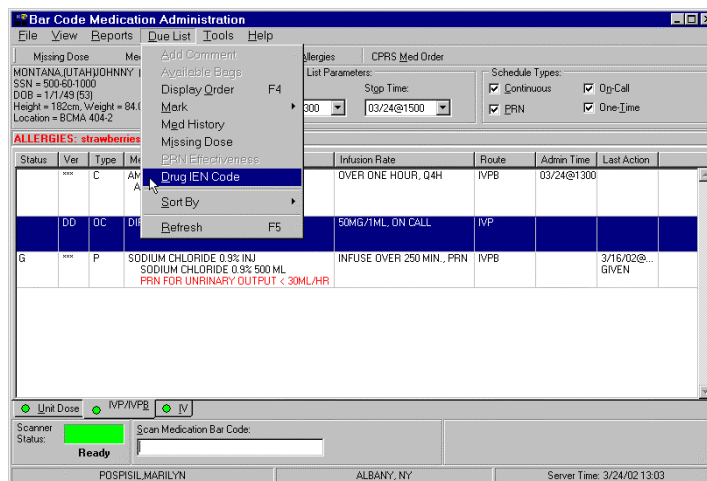 Bar Code Medication Administration
File View Reports Due List Tools Help
Missing Dose Me Allergies CPRS Med Order
Add Comment
Available Bags
Display Order F4
Mark
Med History
Missing Dose
PRN Effectiveness
Drug IEN Code
Sort By
Refresh F5
MONTANA,(UTAH)JOHNNY
SSN = 500-60-1000
DOB = 1/1/49 (53)
Height = 182cm, Weight = 84.
Location = BCMA 404-2
List Parameters:
Stop Time:
300 03/24@1500
Schedule Types:
Continuous On-Call
PRN One-Time
ALLERGIES: strawberries
Status Ver Type Me Infusion Rate Route Admin Time Last Action
*** C AM OVER ONE HOUR, Q4H IVPB 03/24@1300
A
DD OC DI 50MG/1ML, ON CALL IVP
G *** P SODIUM CHLORIDE 0.9% INJ INFUSE OVER 250 MIN., PRN IVPB 3/16/02@...
SODIUM CHLORIDE 0.9% 500 ML GIVEN
PRN FOR UNRINARY OUTPUT < 30ML/HR
Unit Dose IVP/IVPB IV
Scanner Status:
Ready
Scan Medication Bar Code:
POSPISIL,MARILYN ALBANY, NY Server Time: 3/24/02 13:03